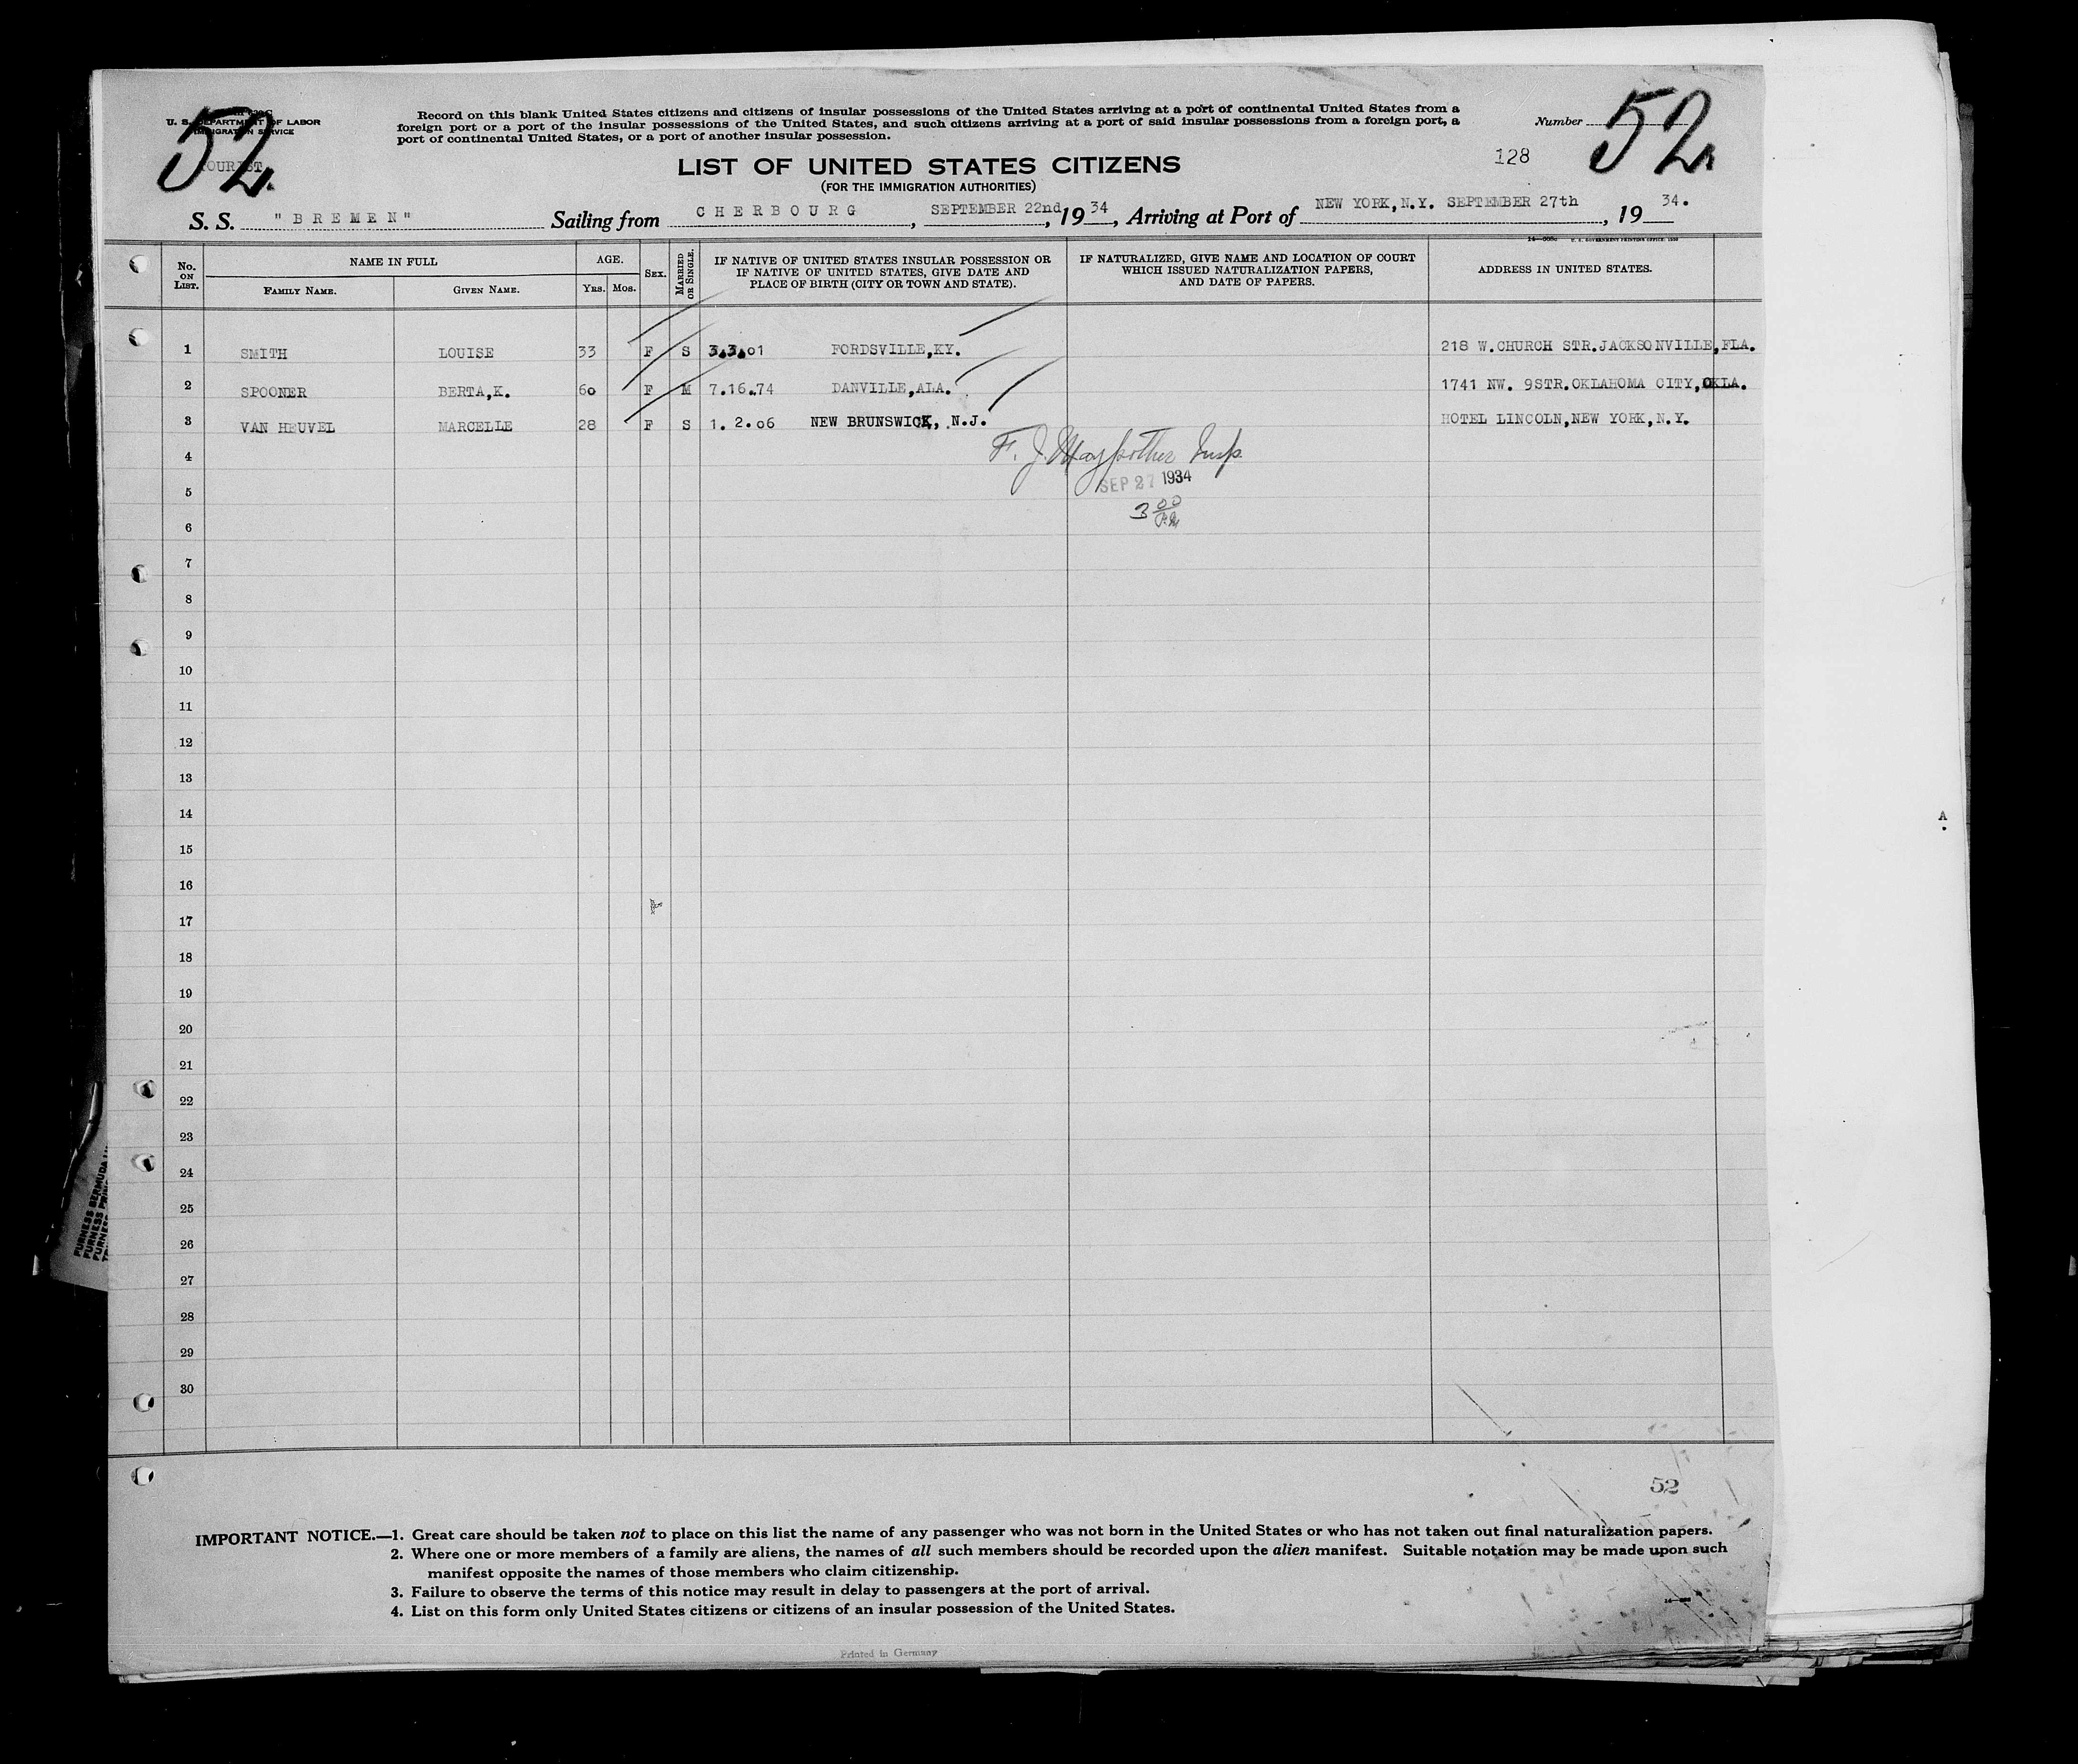 U. S. DEPARTMENT OF LABOR
IMMIGRATION SERVICE
52
TOURIST.
Record on this blank United States citizens and citizens of insular possessions of the United States arriving at a port of continental United States from a
foreign port or a port of the insular possessions of the United States, and such citizens arriving at a port of said insular possessions from a foreign port, a
port of continental United States, or a port of another insular possession.
Number 52
128
LIST OF UNITED STATES CITIZENS
(FOR THE IMMIGRATION AUTHORITIES)
S. S. "BREMEN" Sailing from CHERBOURG, SEPTEMBER 22nd, 1934, Arriving at Port of NEW YORK,N.Y. SEPTEMBER 27th, 1934.
U. S. GOVERNMENT PRINTING OFFICE: 1930
No. ON LIST. NAME IN FULL AGE. SEX. MARRIED OR SINGLE. IF NATIVE OF UNITED STATES INSULAR POSSESSION OR IF NATIVE OF UNITED STATES, GIVE DATE AND PLACE OF BIRTH (CITY OR TOWN AND STATE). IF NATURALIZED, GIVE NAME AND LOCATION OF COURT WHICH ISSUED NATURALIZATION PAPERS, AND DATE OF PAPERS. ADDRESS IN UNITED STATES.
FAMILY NAME. GIVEN NAME. YRS. MOS.
1 SMITH LOUISE 33 F S 3.3.01 FORDSVILLE,KY. 218 W.CHURCH STR.JACKSONVILLE,FLA.
2 SPOONER BERTA,K. 60 F M 7.16.74 DANVILLE,ALA. 1741 NW. 9STR.OKLAHOMA CITY,OKLA.
3 VAN HEUVEL MARCELLE 28 F S 1.2.06 NEW BRUNSWICK, N.J. HOTEL LINCOLN,NEW YORK,N.Y.
4 F. J. Maypother Insp.
5 SEP 27 1934
6 3 00
7
8
9
10
11
12
13
14
15
16
17
18
19
20
21
22
23
24
25
26
27
28
29
30
52
IMPORTANT NOTICE.—1. Great care should be taken not to place on this list the name of any passenger who was not born in the United States or who has not taken out final naturalization papers.
2. Where one or more members of a family are aliens, the names of all such members should be recorded upon the alien manifest. Suitable notation may be made upon such
manifest opposite the names of those members who claim citizenship.
3. Failure to observe the terms of this notice may result in delay to passengers at the port of arrival.
4. List on this form only United States citizens or citizens of an insular possession of the United States.
Printed in Germany
A
FURNESS BERMUDA
FURNESS